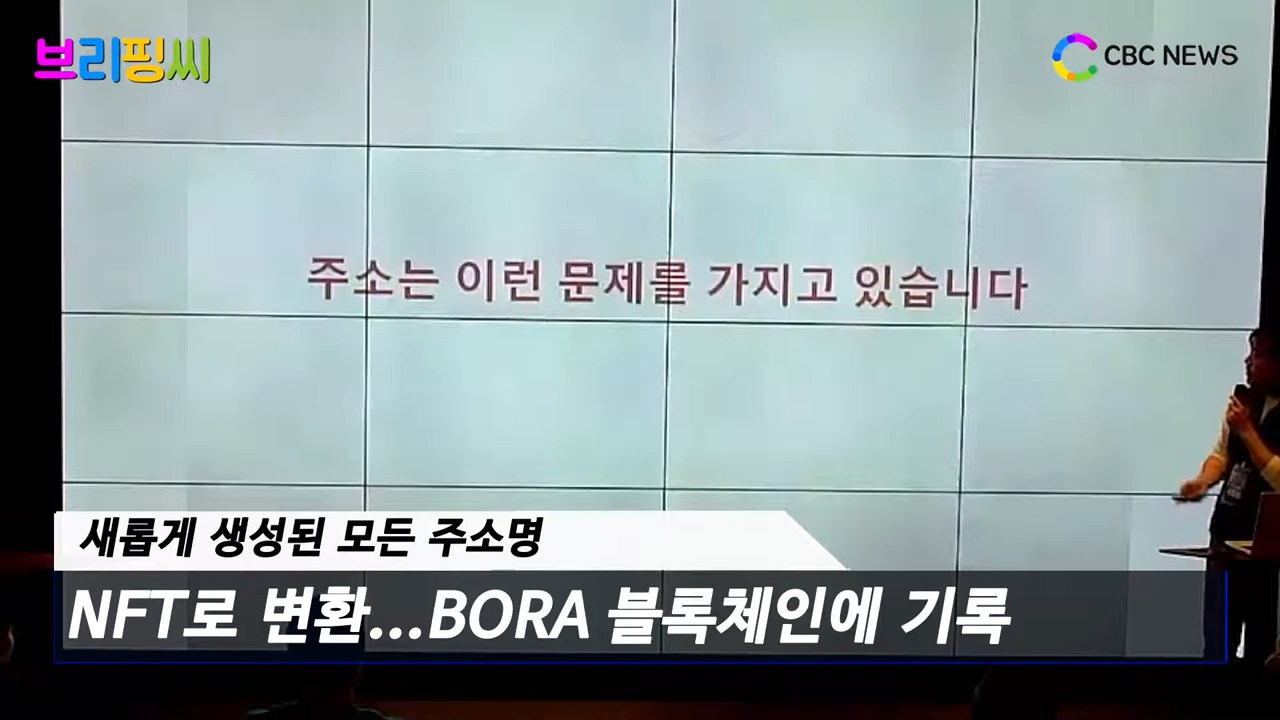 브리핑씨
CBC NEWS
주소는 이런 문제를 가지고 있습니다
새롭게 생성된 모든 주소명
NFT로 변환...BORA 블록체인에 기록